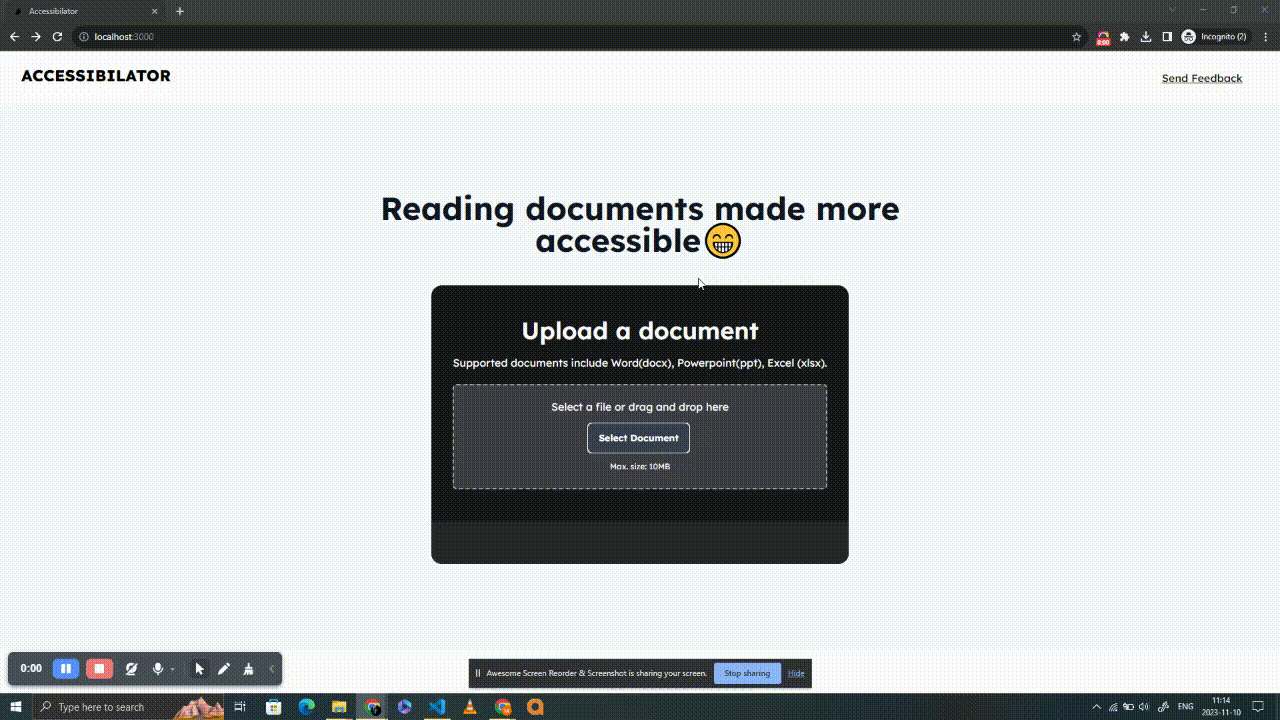 Accessibilator
localhost:3000
0:00
Incognito (2)
ACCESSIBILATOR
Send Feedback
Reading documents made more
accessible
Upload a document
Supported documents include Word(docx), Powerpoint(ppt), Excel (xlsx).
Select a file or drag and drop here
Select Document
Max. size: 10MB
0:00
Awesome Screen Reorder & Screenshot is sharing your screen.
Stop sharing
Hide
Type here to search
ENG
11:14
2023-11-10